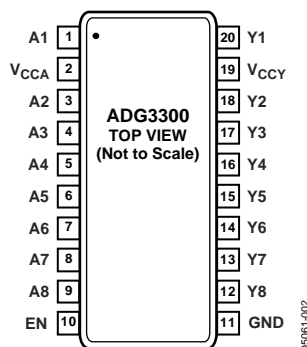 A1 1 20 Y1
VCCA 2 19 VCCY
A2 3 18 Y2
A3 4 17 Y3
A4 5 16 Y4
A5 6 15 Y5
A6 7 14 Y6
A7 8 13 Y7
A8 9 12 Y8
EN 10 11 GND
ADG3300
TOP VIEW
(Not to Scale)